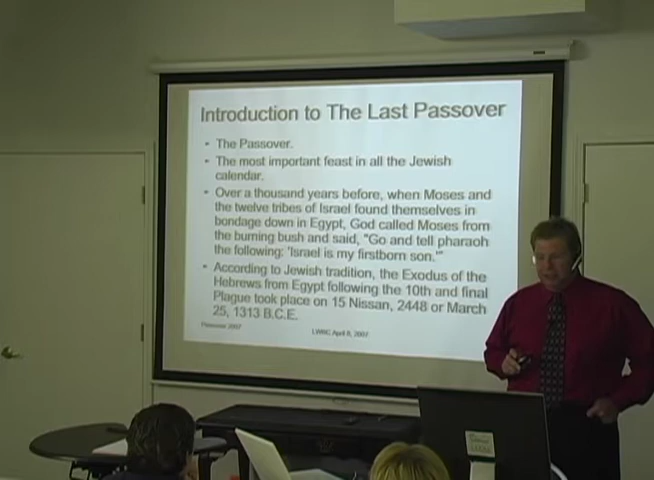 Introduction to The Last Passover
- The Passover.
- The most important feast in all the Jewish
calendar.
- Over a thousand years before, when Moses and
the twelve tribes of Israel found themselves in
bondage down in Egypt, God called Moses from
the burning bush and said, "Go and tell pharaoh
the following: 'Israel is my firstborn son.'"
- According to Jewish tradition, the Exodus of the
Hebrews from Egypt following the 10th and final
Plague took place on 15 Nissan, 2448 or March
25, 1313 B.C.E.
Passover 2007
April 8, 2007